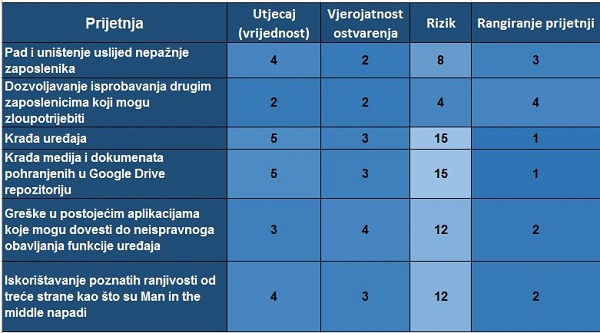 Prijetnja Utjecaj (vrijednost) Vjerojatnost ostvarenja Rizik Rangiranje prijetnji
Pad i uništenje uslijed nepažnje
zaposlenika 4 2 8 3
Dozvoljavanje isprobavanja drugim
zaposlenicima koji mogu
zloupotrijebiti 2 2 4 4
Krađa uređaja 5 3 15 1
Krađa medija i dokumenata
pohranjenih u Google Drive
repozitoriju 5 3 15 1
Greške u postojećim aplikacijama
koje mogu dovesti do neispravnoga
obavljanja funkcije uređaja 3 4 12 2
Iskorištavanje poznatih ranjivosti od
treće strane kao što su Man in the
middle napadi 4 3 12 2